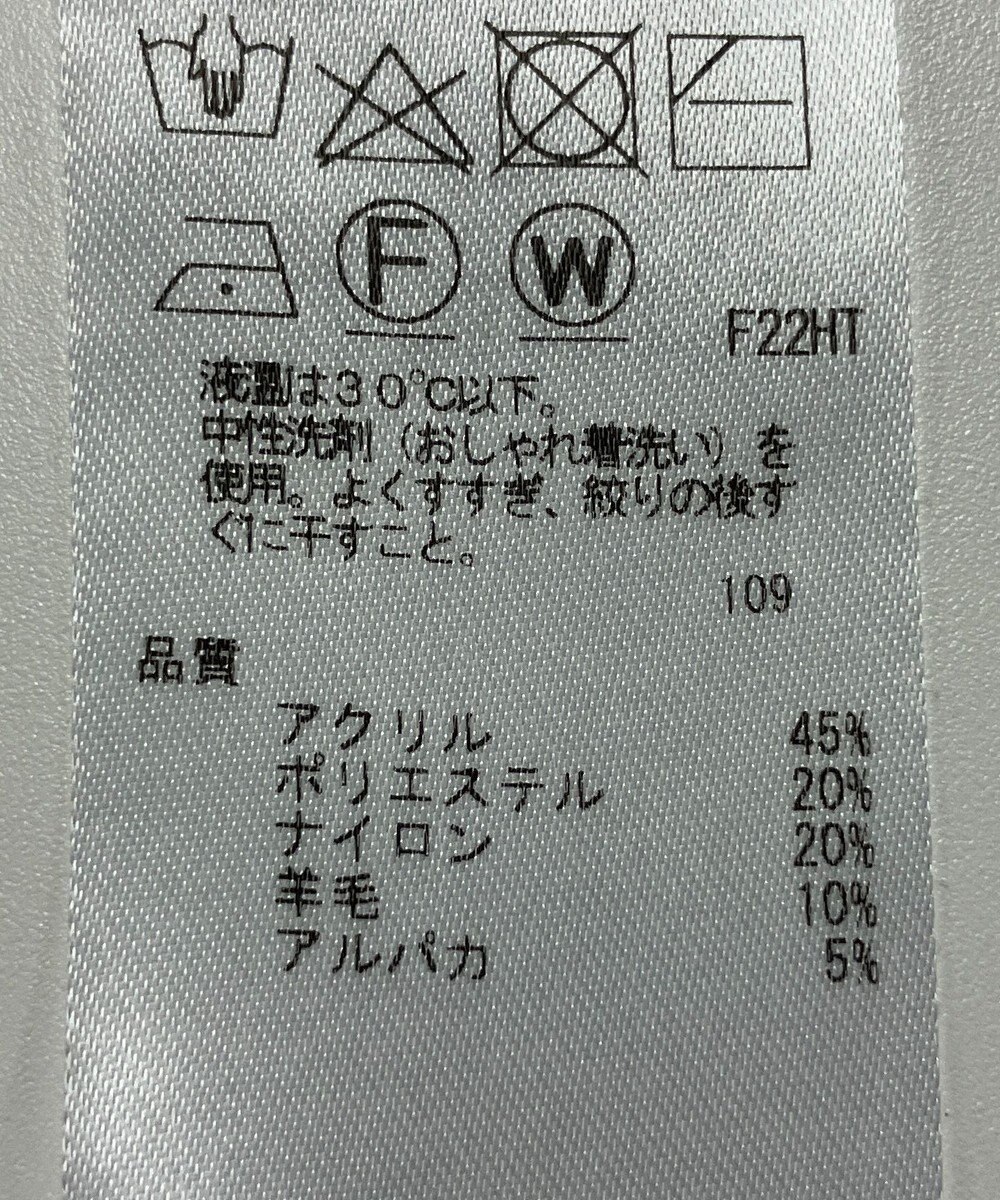 F
W
F22HT
液温は30℃以下。
中性洗剤（おしゃれ着洗い）を
使用。よくすすぎ、絞りの後す
ぐに干すこと。
109
品質
アクリル 45%
ポリエステル 20%
ナイロン 20%
羊毛 10%
アルパカ 5%